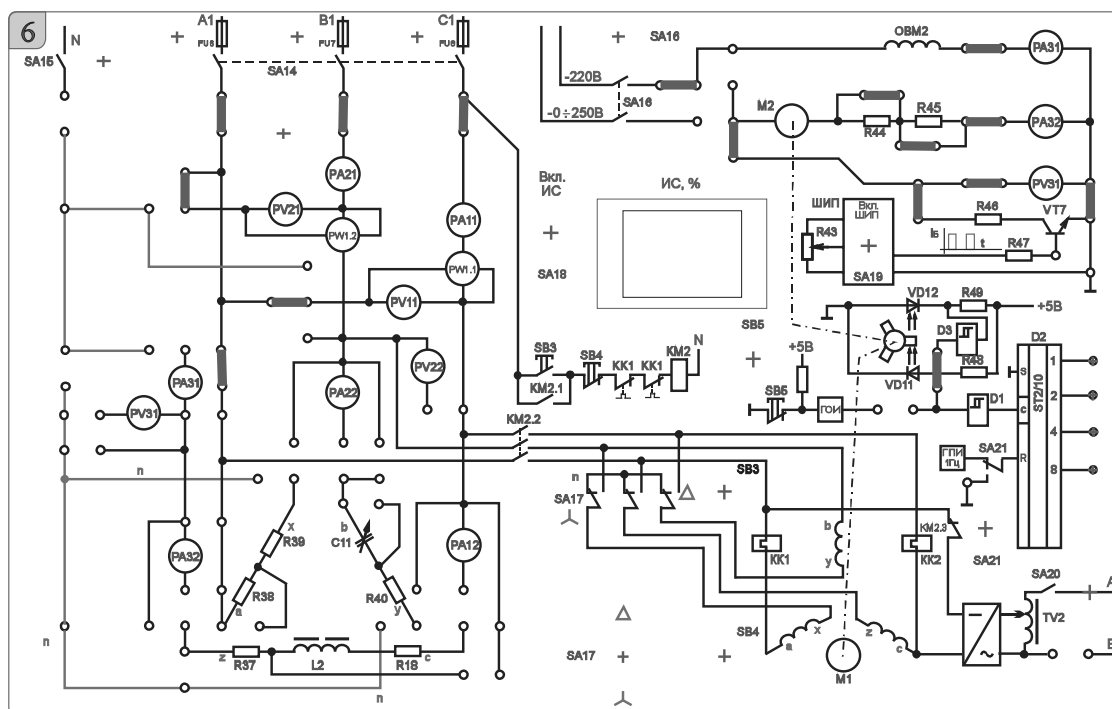 6
A1 B1 C1
N FU8 FU7 FU6 SA16 OBM2
SA15 SA14 PA31
-220В
SA16
-0÷250В
M2 R44 R45 PA32
PA21
Вкл. ИС
ИС, %
PV31
PV21 PA11 ШИП Вкл. ШИП R46 VT7
PW1.2 R43 Iб t R47
PW1.1 SA18 SA19
PV11 VD12 R49
+5В
SB5 D3 D2
PV22 SB3 SB4 KK1 KK1 KM2 N +5В R48
PA31 PA22 KM2.1 VD11 S 1
SB5 ГОИ D1 ST2/10 2
PV31 KM2.2 C
4
n SB3 ГПИ 1Гц SA21 R
8
n SA17
x b b KM2.3
R39 C11 PA12 KK1 y KK2 SA21
PA32
R38 R40 SA20 A
a y TV2
n SB4 x z
z c SA17 a c B
R37 L2 R18 M1
n